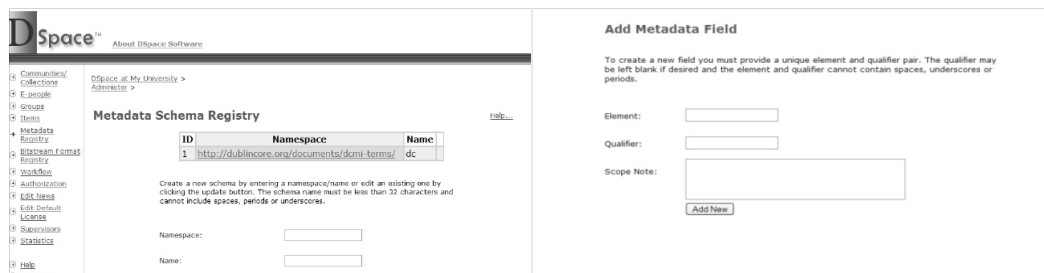 DSpace™ About DSpace Software
Communities/
Collections
E-people
Groups
Items
Metadata
Registry
Bitstream Format
Registry
Workflow
Authorization
Edit News
Edit Default
License
Supervisors
Statistics
Help
DSpace at My University >
Administer >
Metadata Schema Registry
Help...
ID Namespace Name
1 http://dublincore.org/documents/dcmi-terms/ dc
Create a new schema by entering a namespace/name or edit an existing one by
clicking the update button. The schema name must be less than 32 characters and
cannot include spaces, periods or underscores.
Namespace:
Name:
Add Metadata Field
To create a new field you must provide a unique element and qualifier pair. The qualifier may
be left blank if desired and the element and qualifier cannot contain spaces, underscores or
periods.
Element:
Qualifier:
Scope Note:
Add New